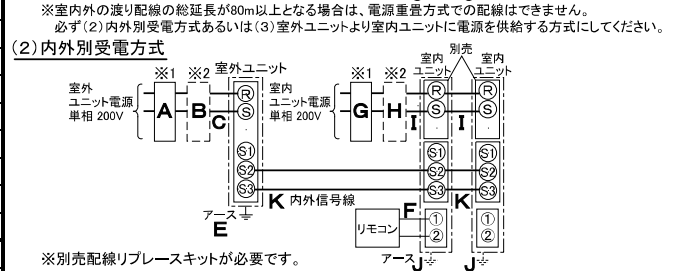 ※室内外の渡り配線の総延長が80m以上となる場合は、電源重畳方式での配線はできません。
必ず(2)内外別受電方式あるいは(3)室外ユニットより室内ユニットに電源を供給する方式にしてください。
(2)内外別受電方式
※1 ※2 室外ユニット ※1 ※2 室内ユニット 別売 室内ユニット
室外
ユニット電源
単相 200V
A B C
R
S
S1
S2
S3
室内
ユニット電源
単相 200V
G H I I
R
S
S1
S2
S3
R
S
S1
S2
S3
K 内外信号線 K
アース
E
リモコン
F
①
②
①
②
アース J J
※別売配線リプレースキットが必要です。